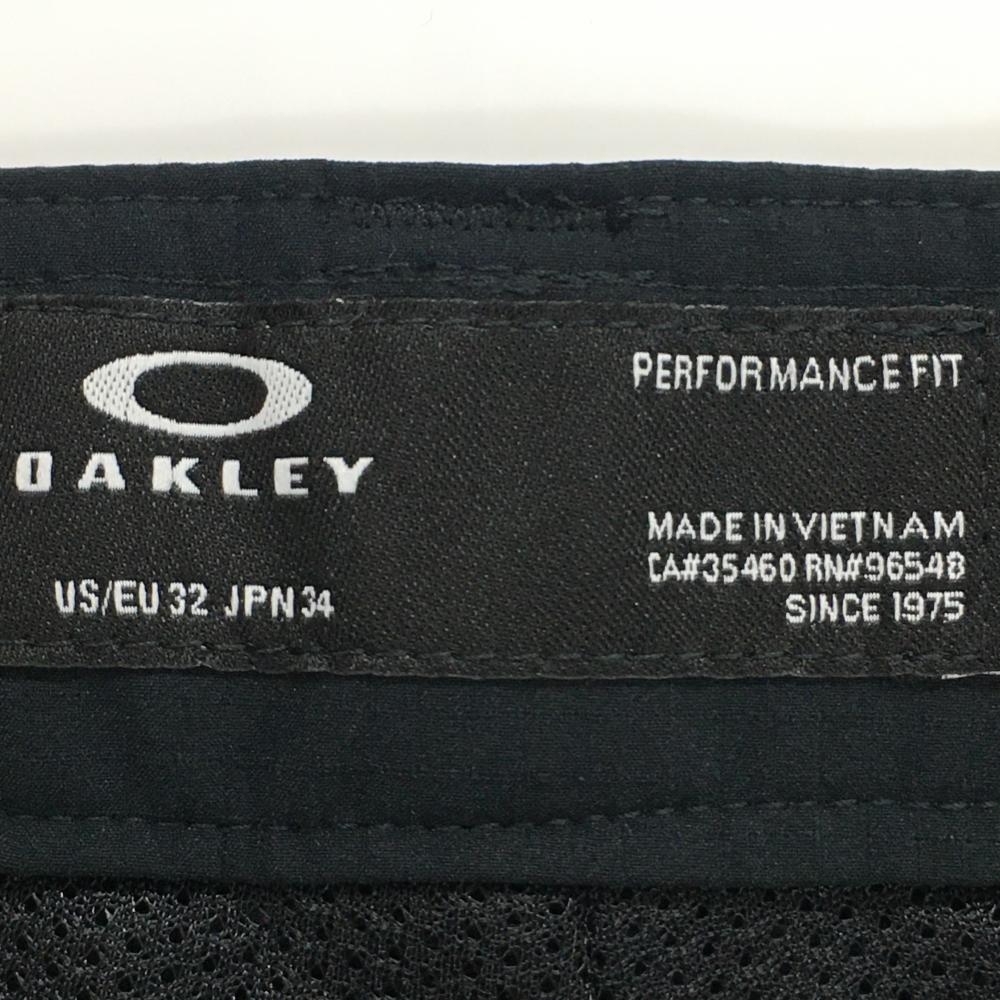 OAKLEY
US/EU 32 JPN 34
PERFORMANCE FIT
MADE IN VIETNAM
CA#35460 RN#96548
SINCE 1975